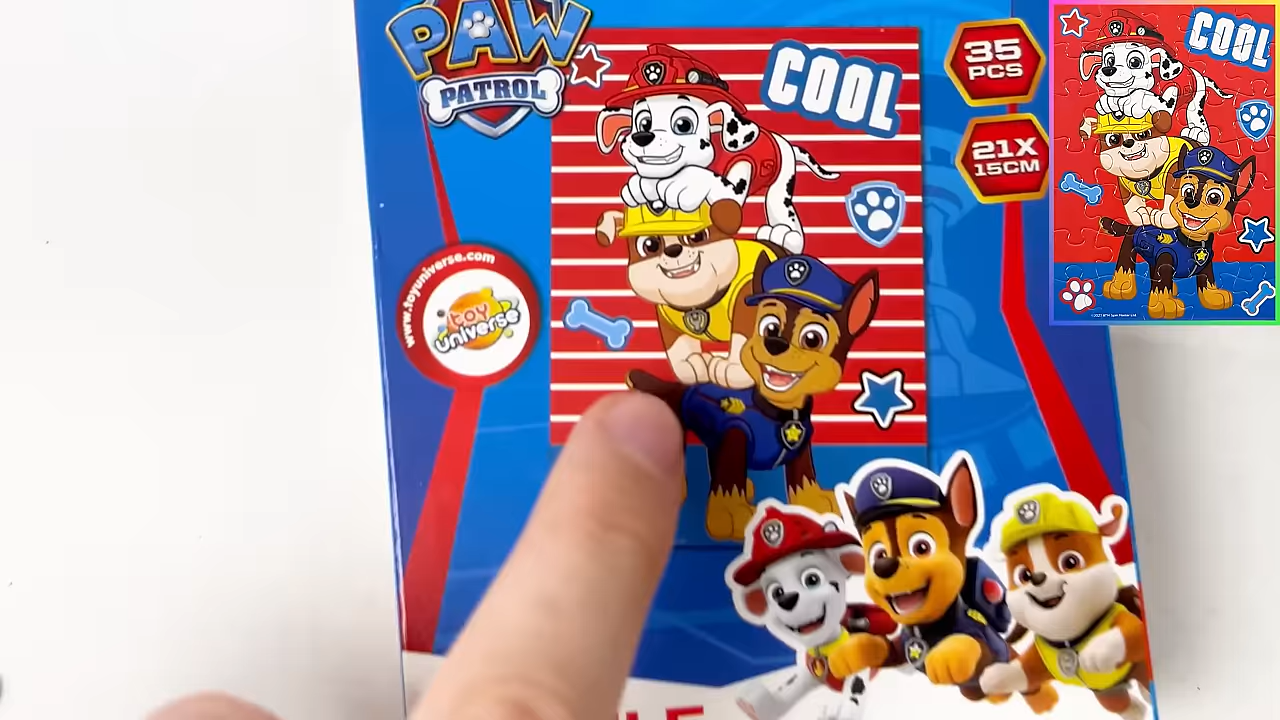 PAW
PATROL
COOL
35
PCS
21X
15CM
www.toyuniverse.com
toy
universe
COOL